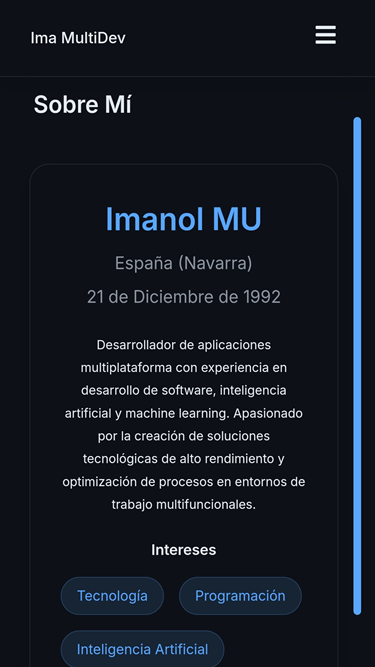 Ima MultiDev
Sobre Mí
Imanol MU
España (Navarra)
21 de Diciembre de 1992
Desarrollador de aplicaciones
multiplataforma con experiencia en
desarrollo de software, inteligencia
artificial y machine learning. Apasionado
por la creación de soluciones
tecnológicas de alto rendimiento y
optimización de procesos en entornos de
trabajo multifuncionales.
Intereses
Tecnología
Programación
Inteligencia Artificial